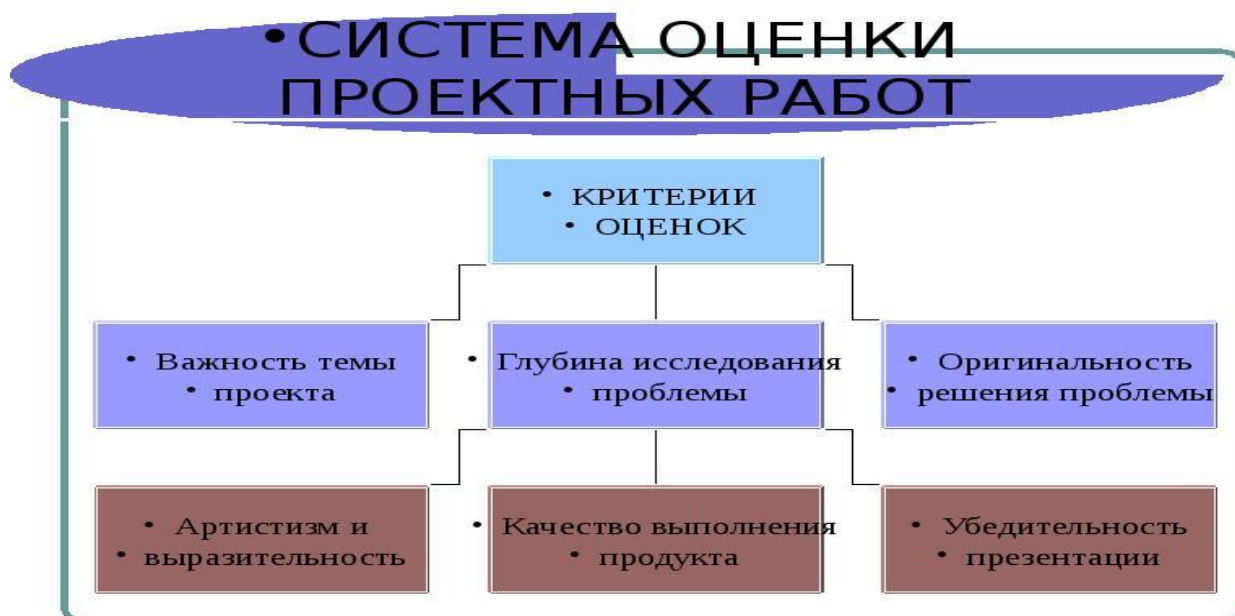 •СИСТЕМА ОЦЕНКИ
ПРОЕКТНЫХ РАБОТ
• КРИТЕРИИ
• ОЦЕНОК
• Важность темы
• проекта
• Глубина исследования
• проблемы
• Оригинальность
• решения проблемы
• Артистизм и
• выразительность
• Качество выполнения
• продукта
• Убедительность
• презентации